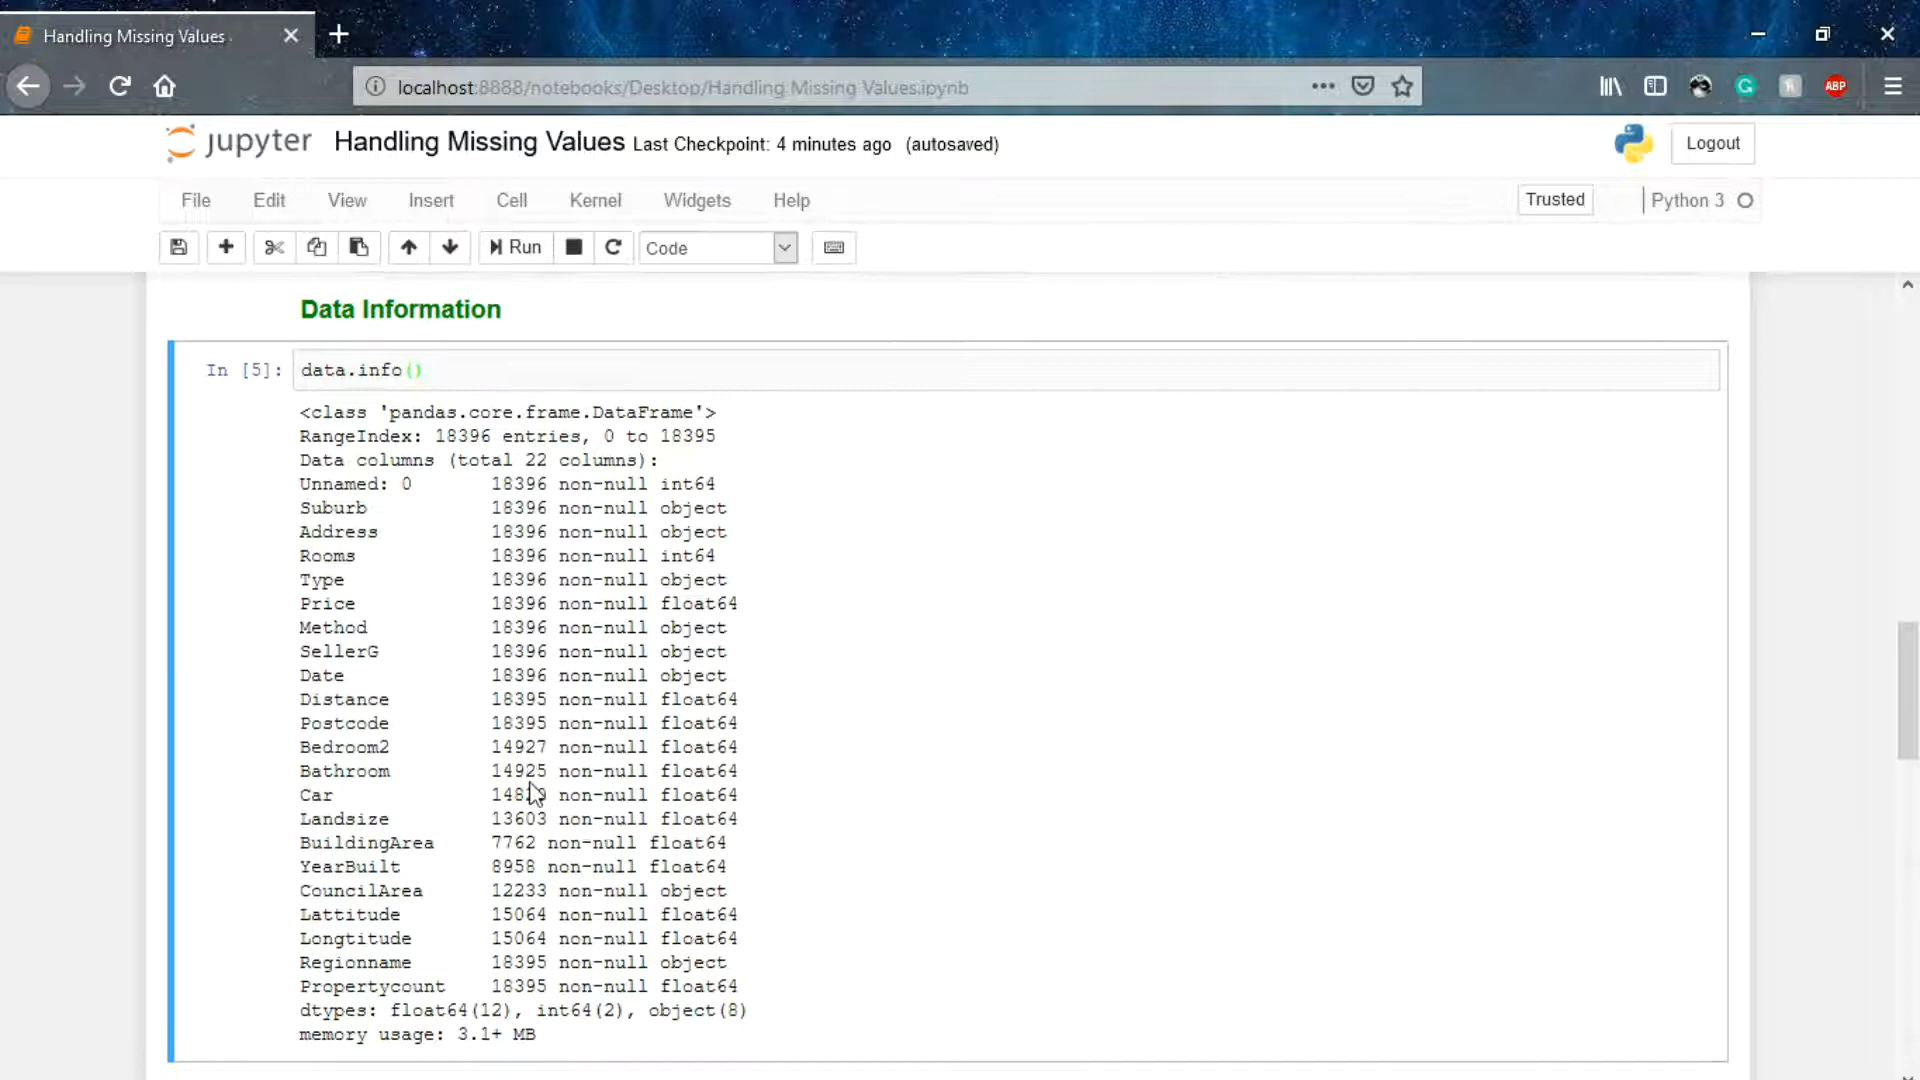 Handling Missing Values
localhost:8888/notebooks/Desktop/Handling Missing Values.ipynb
ABP
jupyter Handling Missing Values Last Checkpoint: 4 minutes ago (autosaved)
Logout
File Edit View Insert Cell Kernel Widgets Help
Trusted
Python 3
Run
Code
Data Information
In [5]: data.info()
<class 'pandas.core.frame.DataFrame'>
RangeIndex: 18396 entries, 0 to 18395
Data columns (total 22 columns):
Unnamed: 0 18396 non-null int64
Suburb 18396 non-null object
Address 18396 non-null object
Rooms 18396 non-null int64
Type 18396 non-null object
Price 18396 non-null float64
Method 18396 non-null object
SellerG 18396 non-null object
Date 18396 non-null object
Distance 18395 non-null float64
Postcode 18395 non-null float64
Bedroom2 14927 non-null float64
Bathroom 14925 non-null float64
Car non-null float64
Landsize 13603 non-null float64
BuildingArea 7762 non-null float64
YearBuilt 8958 non-null float64
CouncilArea 12233 non-null object
Lattitude 15064 non-null float64
Longtitude 15064 non-null float64
Regionname 18395 non-null object
Propertycount 18395 non-null float64
dtypes: float64(12), int64(2), object(8)
memory usage: 3.1+ MB